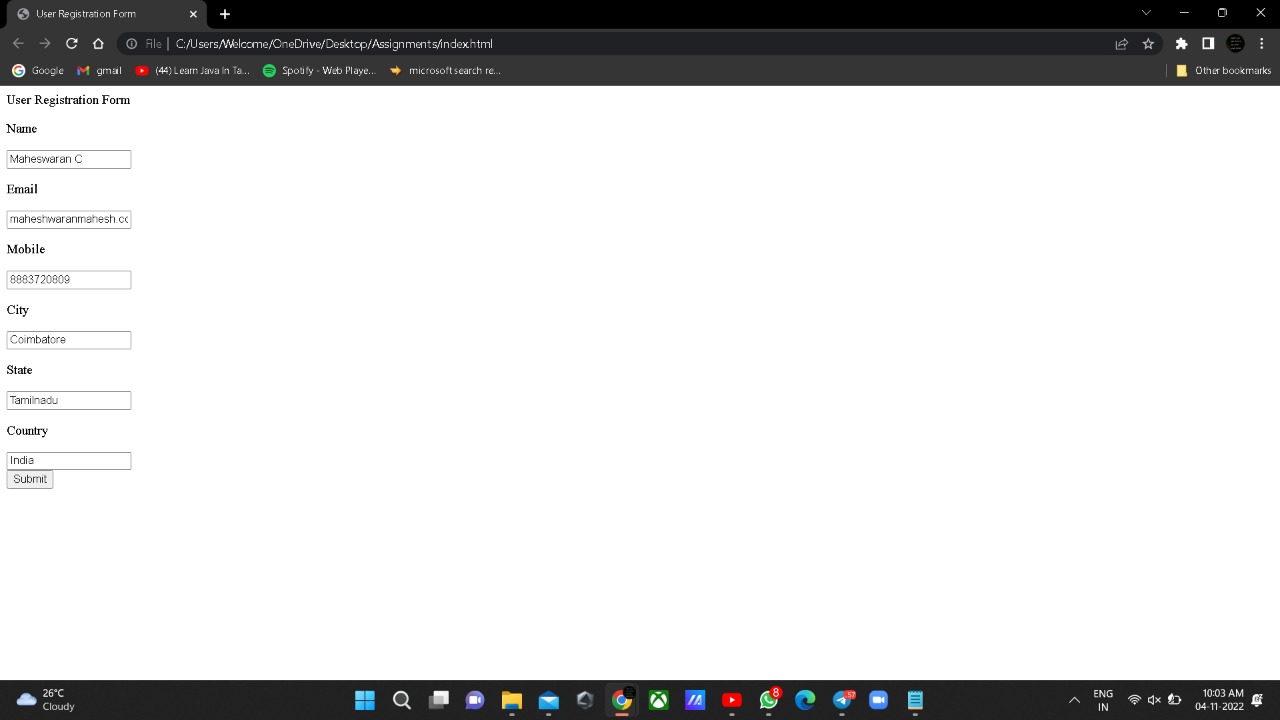 User Registration Form
File C:/Users/Welcome/OneDrive/Desktop/Assignments/index.html
Google gmail (44) Learn Java In Ta... Spotify - Web Playe... microsoft search re... Other bookmarks
User Registration Form
Name
Maheswaran C
Email
maheshwaranmahesh.co
Mobile
8883720809
City
Coimbatore
State
Tamilnadu
Country
India
Submit
26°C
Cloudy
8
57
ENG
IN
10:03 AM
04-11-2022